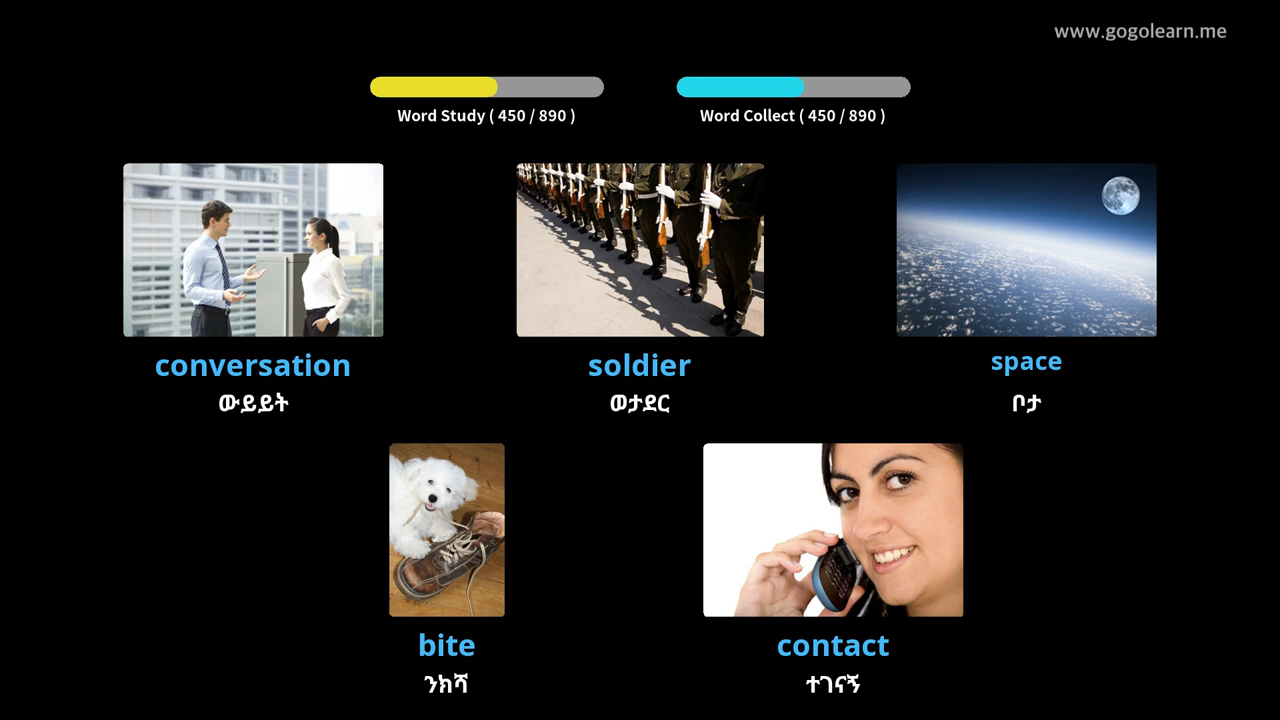 www.gogolearn.me
Word Study ( 450 / 890 )
Word Collect ( 450 / 890 )
conversation
ውይይት
soldier
ወታደር
space
ቦታ
bite
ንክሻ
contact
ተገናኝ